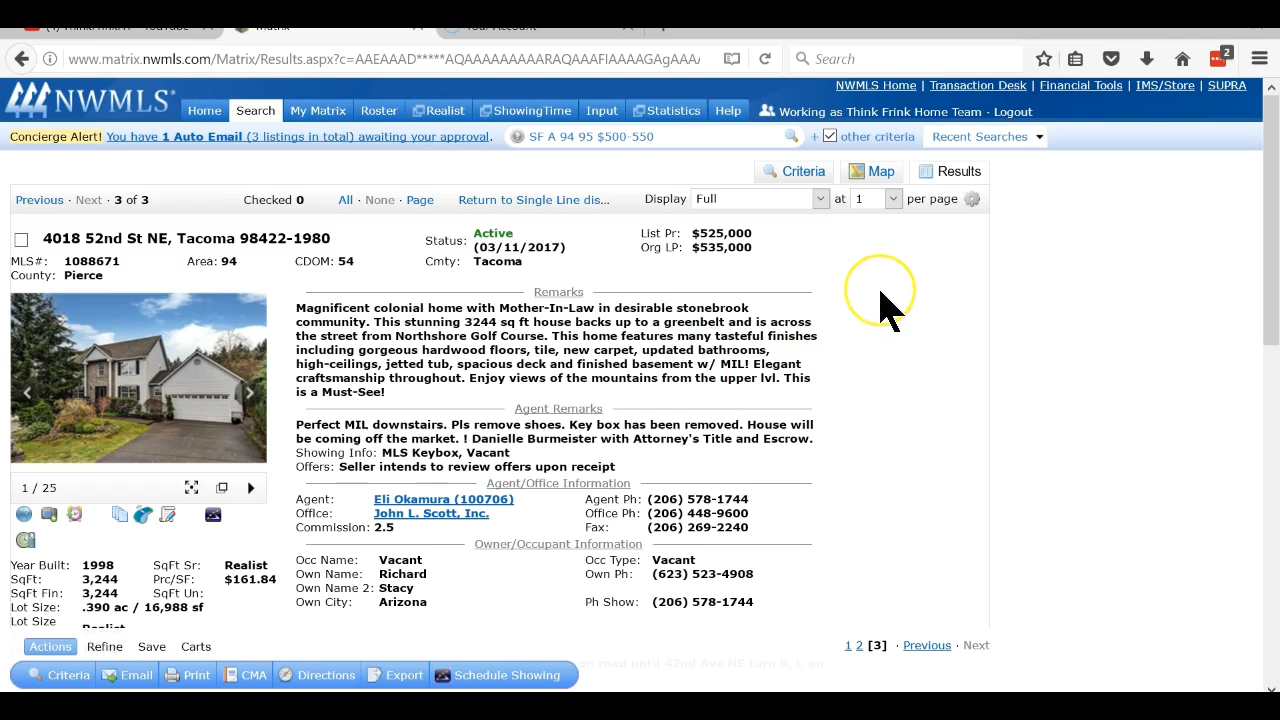 www.matrix.nwmls.com/Matrix/Results.aspx?c=AAEAAAD*****AQAAAAAAAAARAQAAAFIAAAAGAgAAA/ Search 2
NWMLS Home | Transaction Desk | Financial Tools | IMS/Store | SUPRA
NWMLS
Home Search My Matrix Roster Realist ShowingTime Input Statistics Help Working as Think Frink Home Team · Logout
Concierge Alert! You have 1 Auto Email (3 listings in total) awaiting your approval. SF A 94 95 $500-550 + other criteria Recent Searches
Criteria Map Results
Previous · Next · 3 of 3 Checked 0 All · None · Page Return to Single Line dis... Display Full at 1 per page
4018 52nd St NE, Tacoma 98422-1980 Status: Active (03/11/2017) List Pr: $525,000
Org LP: $535,000
MLS#: 1088671 Area: 94 CDOM: 54 Cmty: Tacoma
County: Pierce
Remarks
Magnificent colonial home with Mother-In-Law in desirable stonebrook
community. This stunning 3244 sq ft house backs up to a greenbelt and is across
the street from Northshore Golf Course. This home features many tasteful finishes
including gorgeous hardwood floors, tile, new carpet, updated bathrooms,
high-ceilings, jetted tub, spacious deck and finished basement w/ MIL! Elegant
craftsmanship throughout. Enjoy views of the mountains from the upper lvl. This
is a Must-See!
Agent Remarks
Perfect MIL downstairs. Pls remove shoes. Key box has been removed. House will
be coming off the market. ! Danielle Burmeister with Attorney's Title and Escrow.
Showing Info: MLS Keybox, Vacant
Offers: Seller intends to review offers upon receipt
Agent/Office Information
1 / 25
Agent: Eli Okamura (100706) Agent Ph: (206) 578-1744
Office: John L. Scott, Inc. Office Ph: (206) 448-9600
Commission: 2.5 Fax: (206) 269-2240
Owner/Occupant Information
Occ Name: Vacant Occ Type: Vacant
Own Name: Richard Own Ph: (623) 523-4908
Own Name 2: Stacy
Own City: Arizona Ph Show: (206) 578-1744
Year Built: 1998 SqFt Sr: Realist
SqFt: 3,244 Prc/SF: $161.84
SqFt Fin: 3,244 SqFt Un:
Lot Size: .390 ac / 16,988 sf
Lot Size Realist
Actions Refine Save Carts 1 2 [3] · Previous · Next
an read until 42nd Ave NE turn R. L on
Criteria Email Print CMA Directions Export Schedule Showing